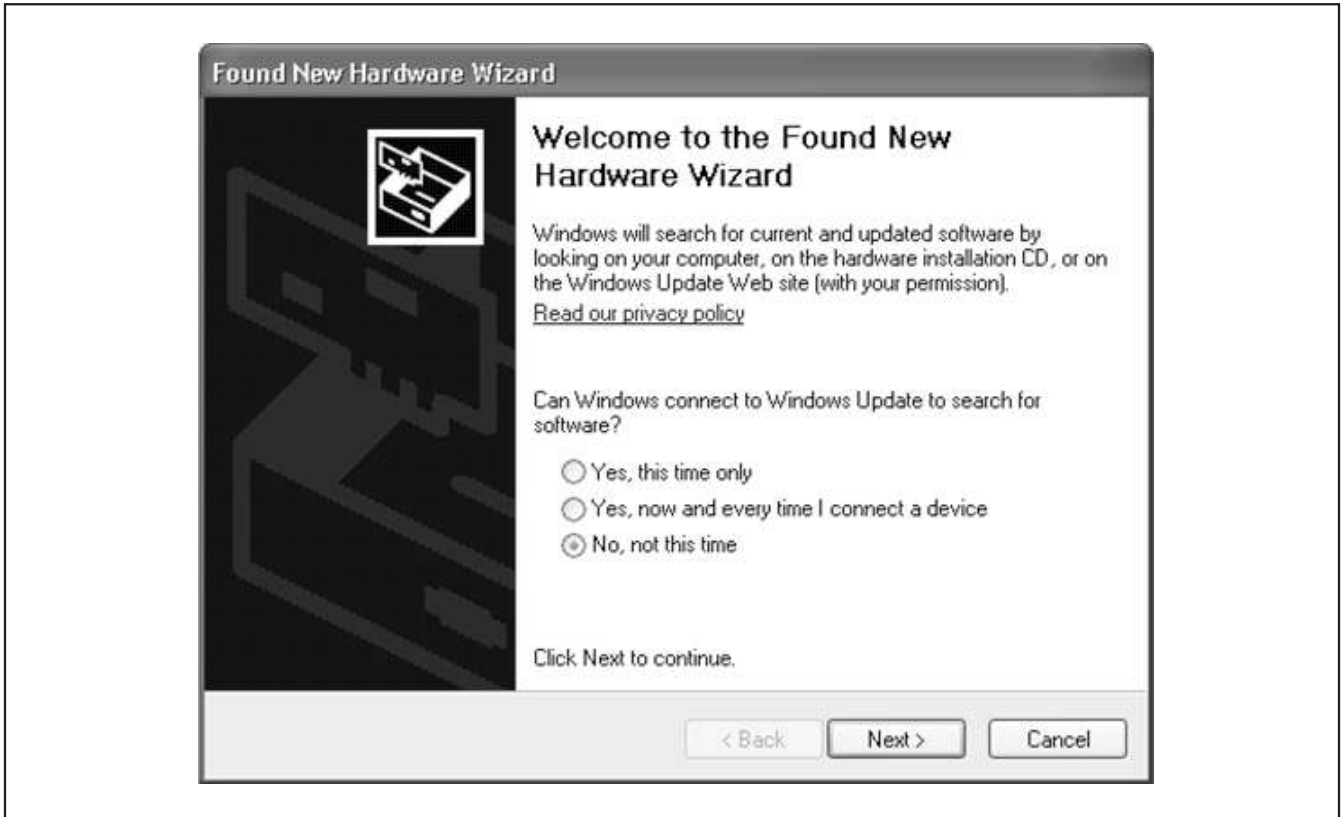 Found New Hardware Wizard
Welcome to the Found New
Hardware Wizard
Windows will search for current and updated software by
looking on your computer, on the hardware installation CD, or on
the Windows Update Web site (with your permission).
Read our privacy policy
Can Windows connect to Windows Update to search for
software?
Yes, this time only
Yes, now and every time I connect a device
No, not this time
Click Next to continue.
< Back
Next >
Cancel